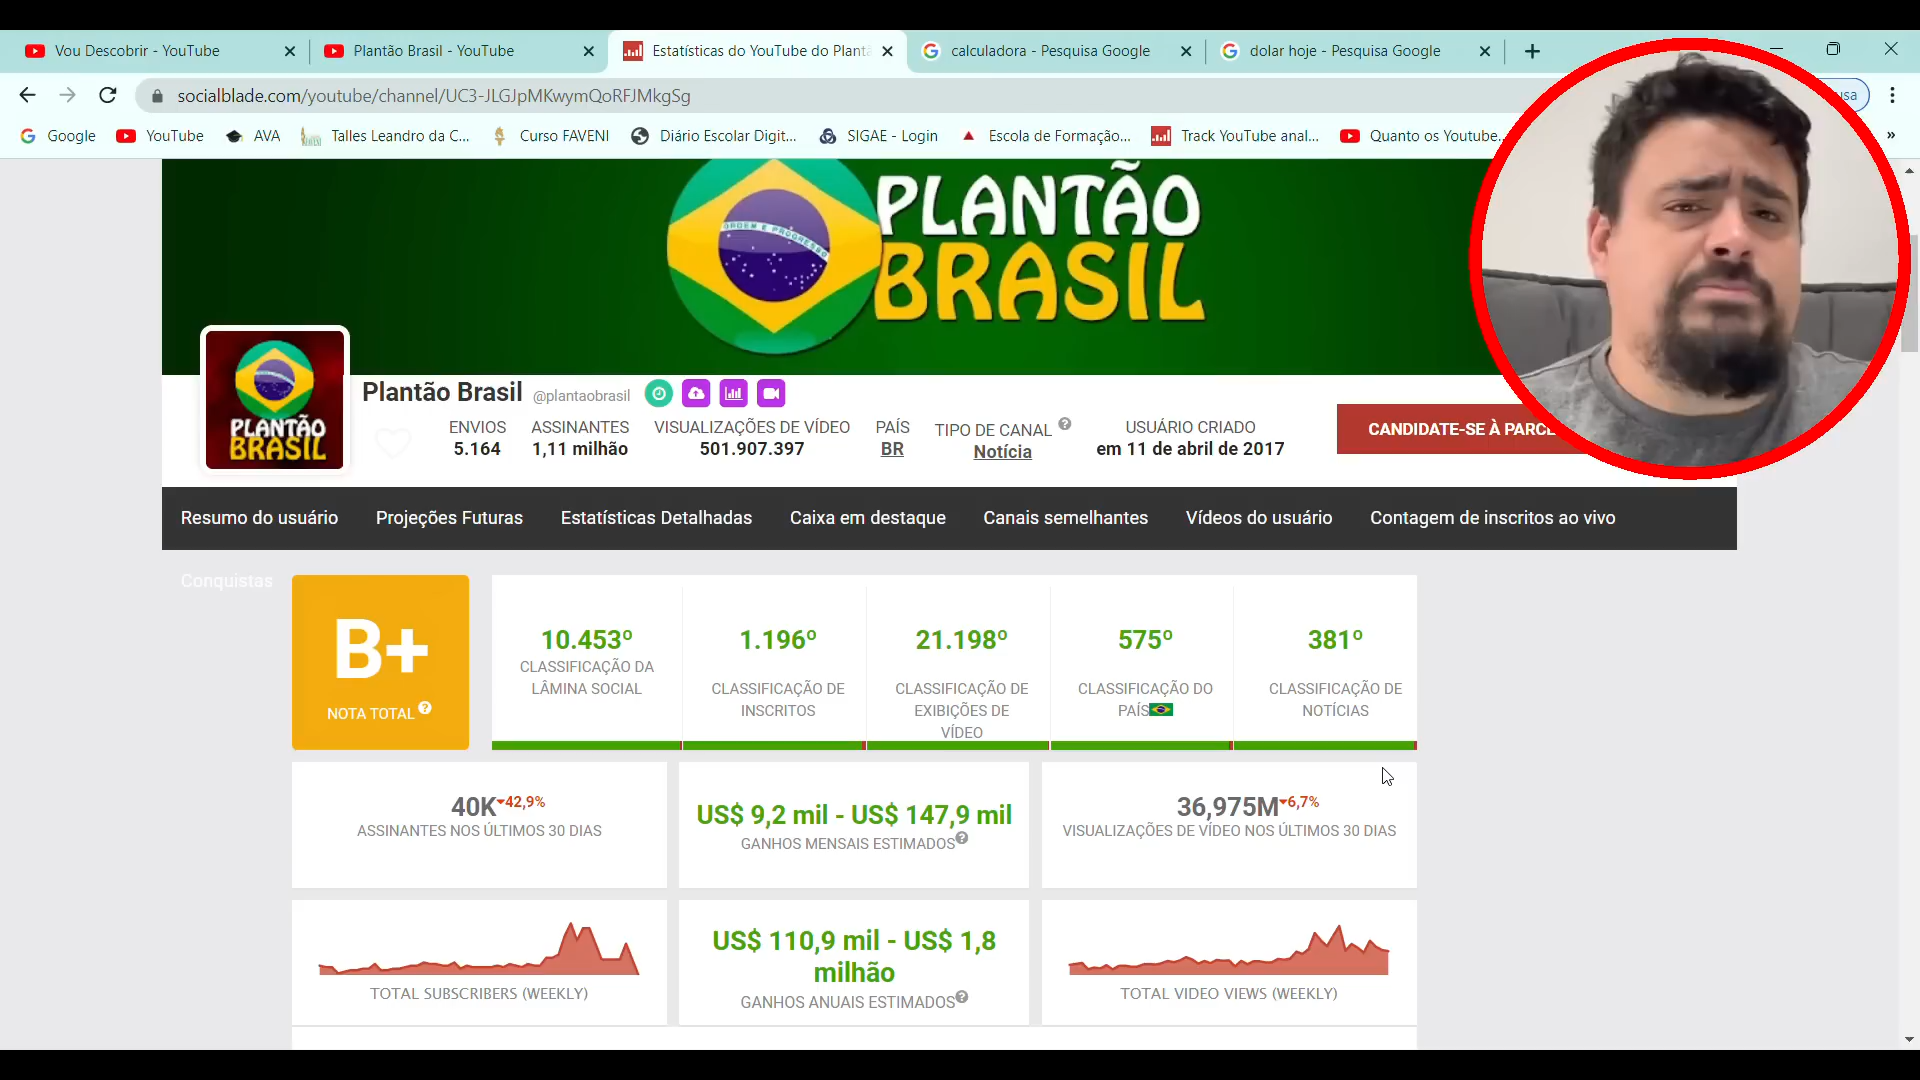 Vou Descobrir - YouTube
Plantão Brasil - YouTube
Estatísticas do YouTube do Planta
calculadora - Pesquisa Google
dolar hoje - Pesquisa Google
socialblade.com/youtube/channel/UC3-JLGJpMKwymQoRFJMkgSg
Google
YouTube
AVA
Talles Leandro da C...
Curso FAVENI
Diário Escolar Digit...
SIGAE - Login
Escola de Formação...
Track YouTube anal...
Quanto os Youtube...
PLANTÃO
BRASIL
ORDEM E PROGRESSO
PLANTÃO
BRASIL
Plantão Brasil @plantaobrasil
ENVIOS
5.164
ASSINANTES
1,11 milhão
VISUALIZAÇÕES DE VÍDEO
501.907.397
PAÍS
BR
TIPO DE CANAL
Notícia
USUÁRIO CRIADO
em 11 de abril de 2017
CANDIDATE-SE À
Resumo do usuário
Projeções Futuras
Estatísticas Detalhadas
Caixa em destaque
Canais semelhantes
Vídeos do usuário
Contagem de inscritos ao vivo
Conquistas
B+
NOTA TOTAL
10.453º
CLASSIFICAÇÃO DA
LÂMINA SOCIAL
1.196º
CLASSIFICAÇÃO DE
INSCRITOS
21.198º
CLASSIFICAÇÃO DE
EXIBIÇÕES DE
VÍDEO
575º
CLASSIFICAÇÃO DO
PAÍS
381º
CLASSIFICAÇÃO DE
NOTÍCIAS
40K 42,9%
ASSINANTES NOS ÚLTIMOS 30 DIAS
US$ 9,2 mil - US$ 147,9 mil
GANHOS MENSAIS ESTIMADOS
36,975M 6,7%
VISUALIZAÇÕES DE VÍDEO NOS ÚLTIMOS 30 DIAS
TOTAL SUBSCRIBERS (WEEKLY)
US$ 110,9 mil - US$ 1,8
milhão
GANHOS ANUAIS ESTIMADOS
TOTAL VIDEO VIEWS (WEEKLY)